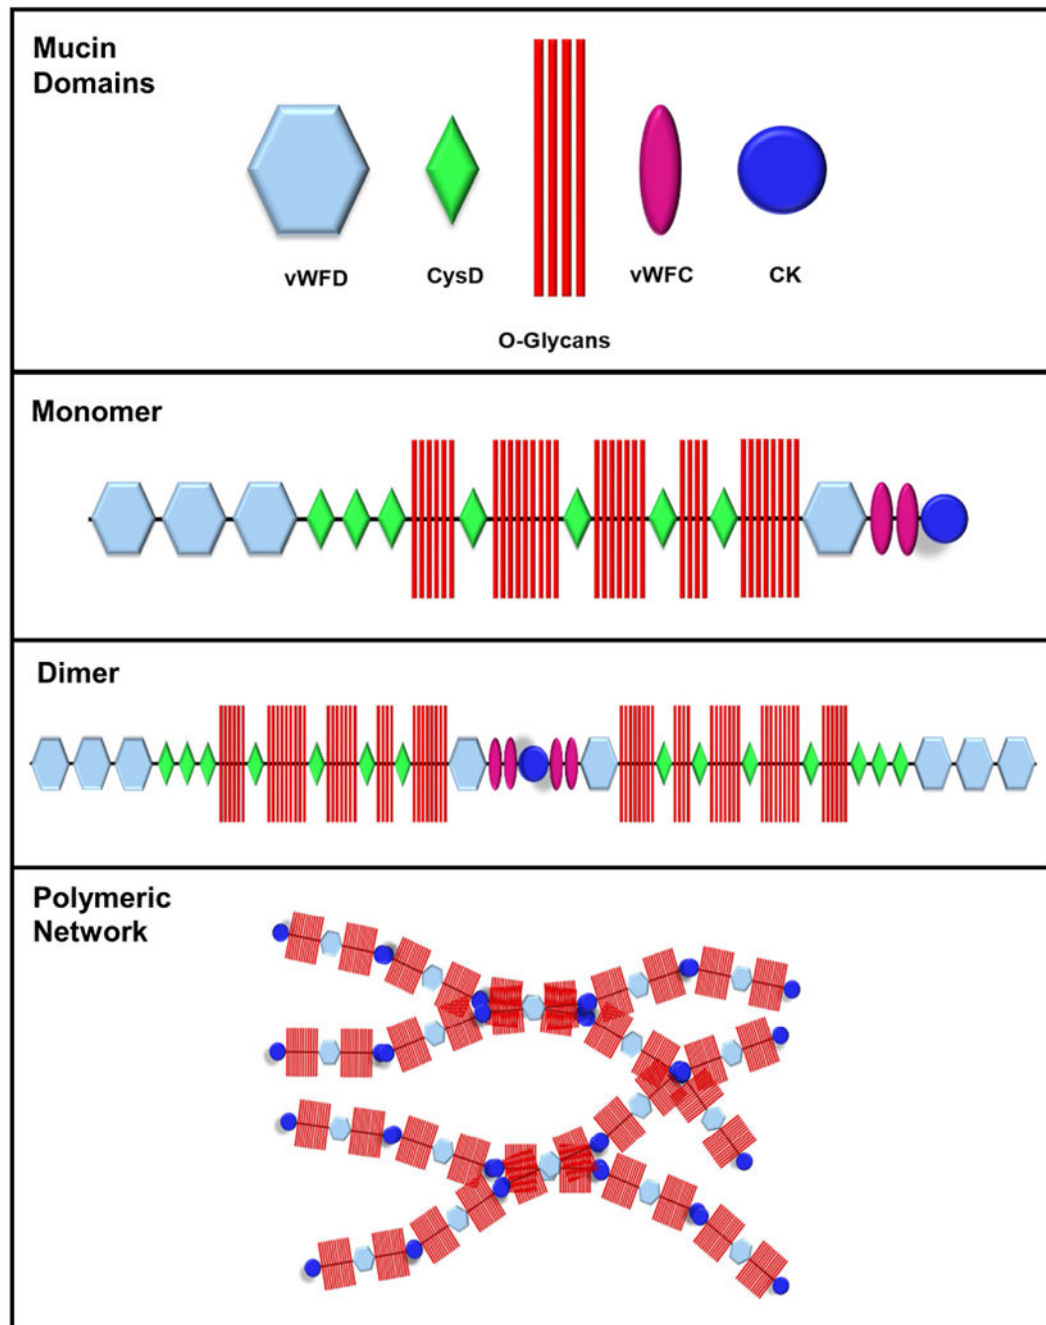 Mucin
Domains
vWFD
CysD
vWFC
CK
O-Glycans
Monomer
Dimer
Polymeric
Network